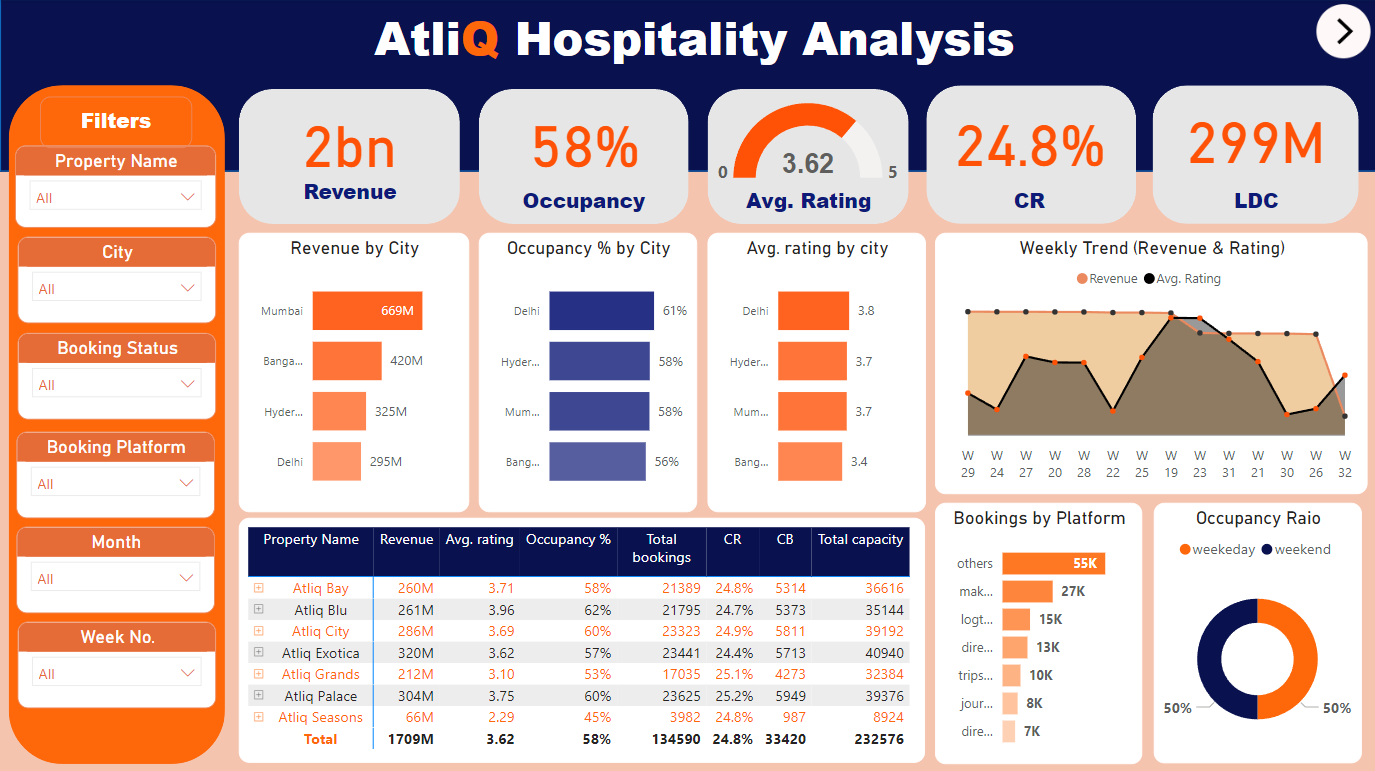 AtliQ Hospitality Analysis
Filters
Property Name
All
City
All
Booking Status
All
Booking Platform
All
Month
All
Week No.
All
2bn
Revenue
58%
Occupancy
0 3.62 5
Avg. Rating
24.8%
CR
299M
LDC
Revenue by City
Mumbai 669M
Banga... 420M
Hyder... 325M
Delhi 295M
Occupancy % by City
Delhi 61%
Hyder... 58%
Mum... 58%
Bang... 56%
Avg. rating by city
Delhi 3.8
Hyder... 3.7
Mum... 3.7
Bang... 3.4
Weekly Trend (Revenue & Rating)
Revenue Avg. Rating
W W W W W W W W W W W W W W
29 24 27 20 28 22 25 19 23 31 21 30 26 32
Property Name Revenue Avg. rating Occupancy % Total CR CB Total capacity
bookings
Atliq Bay 260M 3.71 58% 21389 24.8% 5314 36616
Atliq Blu 261M 3.96 62% 21795 24.7% 5373 35144
Atliq City 286M 3.69 60% 23323 24.9% 5811 39192
Atliq Exotica 320M 3.62 57% 23441 24.4% 5713 40940
Atliq Grands 212M 3.10 53% 17035 25.1% 4273 32384
Atliq Palace 304M 3.75 60% 23625 25.2% 5949 39376
Atliq Seasons 66M 2.29 45% 3982 24.8% 987 8924
Total 1709M 3.62 58% 134590 24.8% 33420 232576
Bookings by Platform
others 55K
mak... 27K
logt... 15K
dire... 13K
trips... 10K
jour... 8K
dire... 7K
Occupancy Raio
weekeday weekend
50% 50%